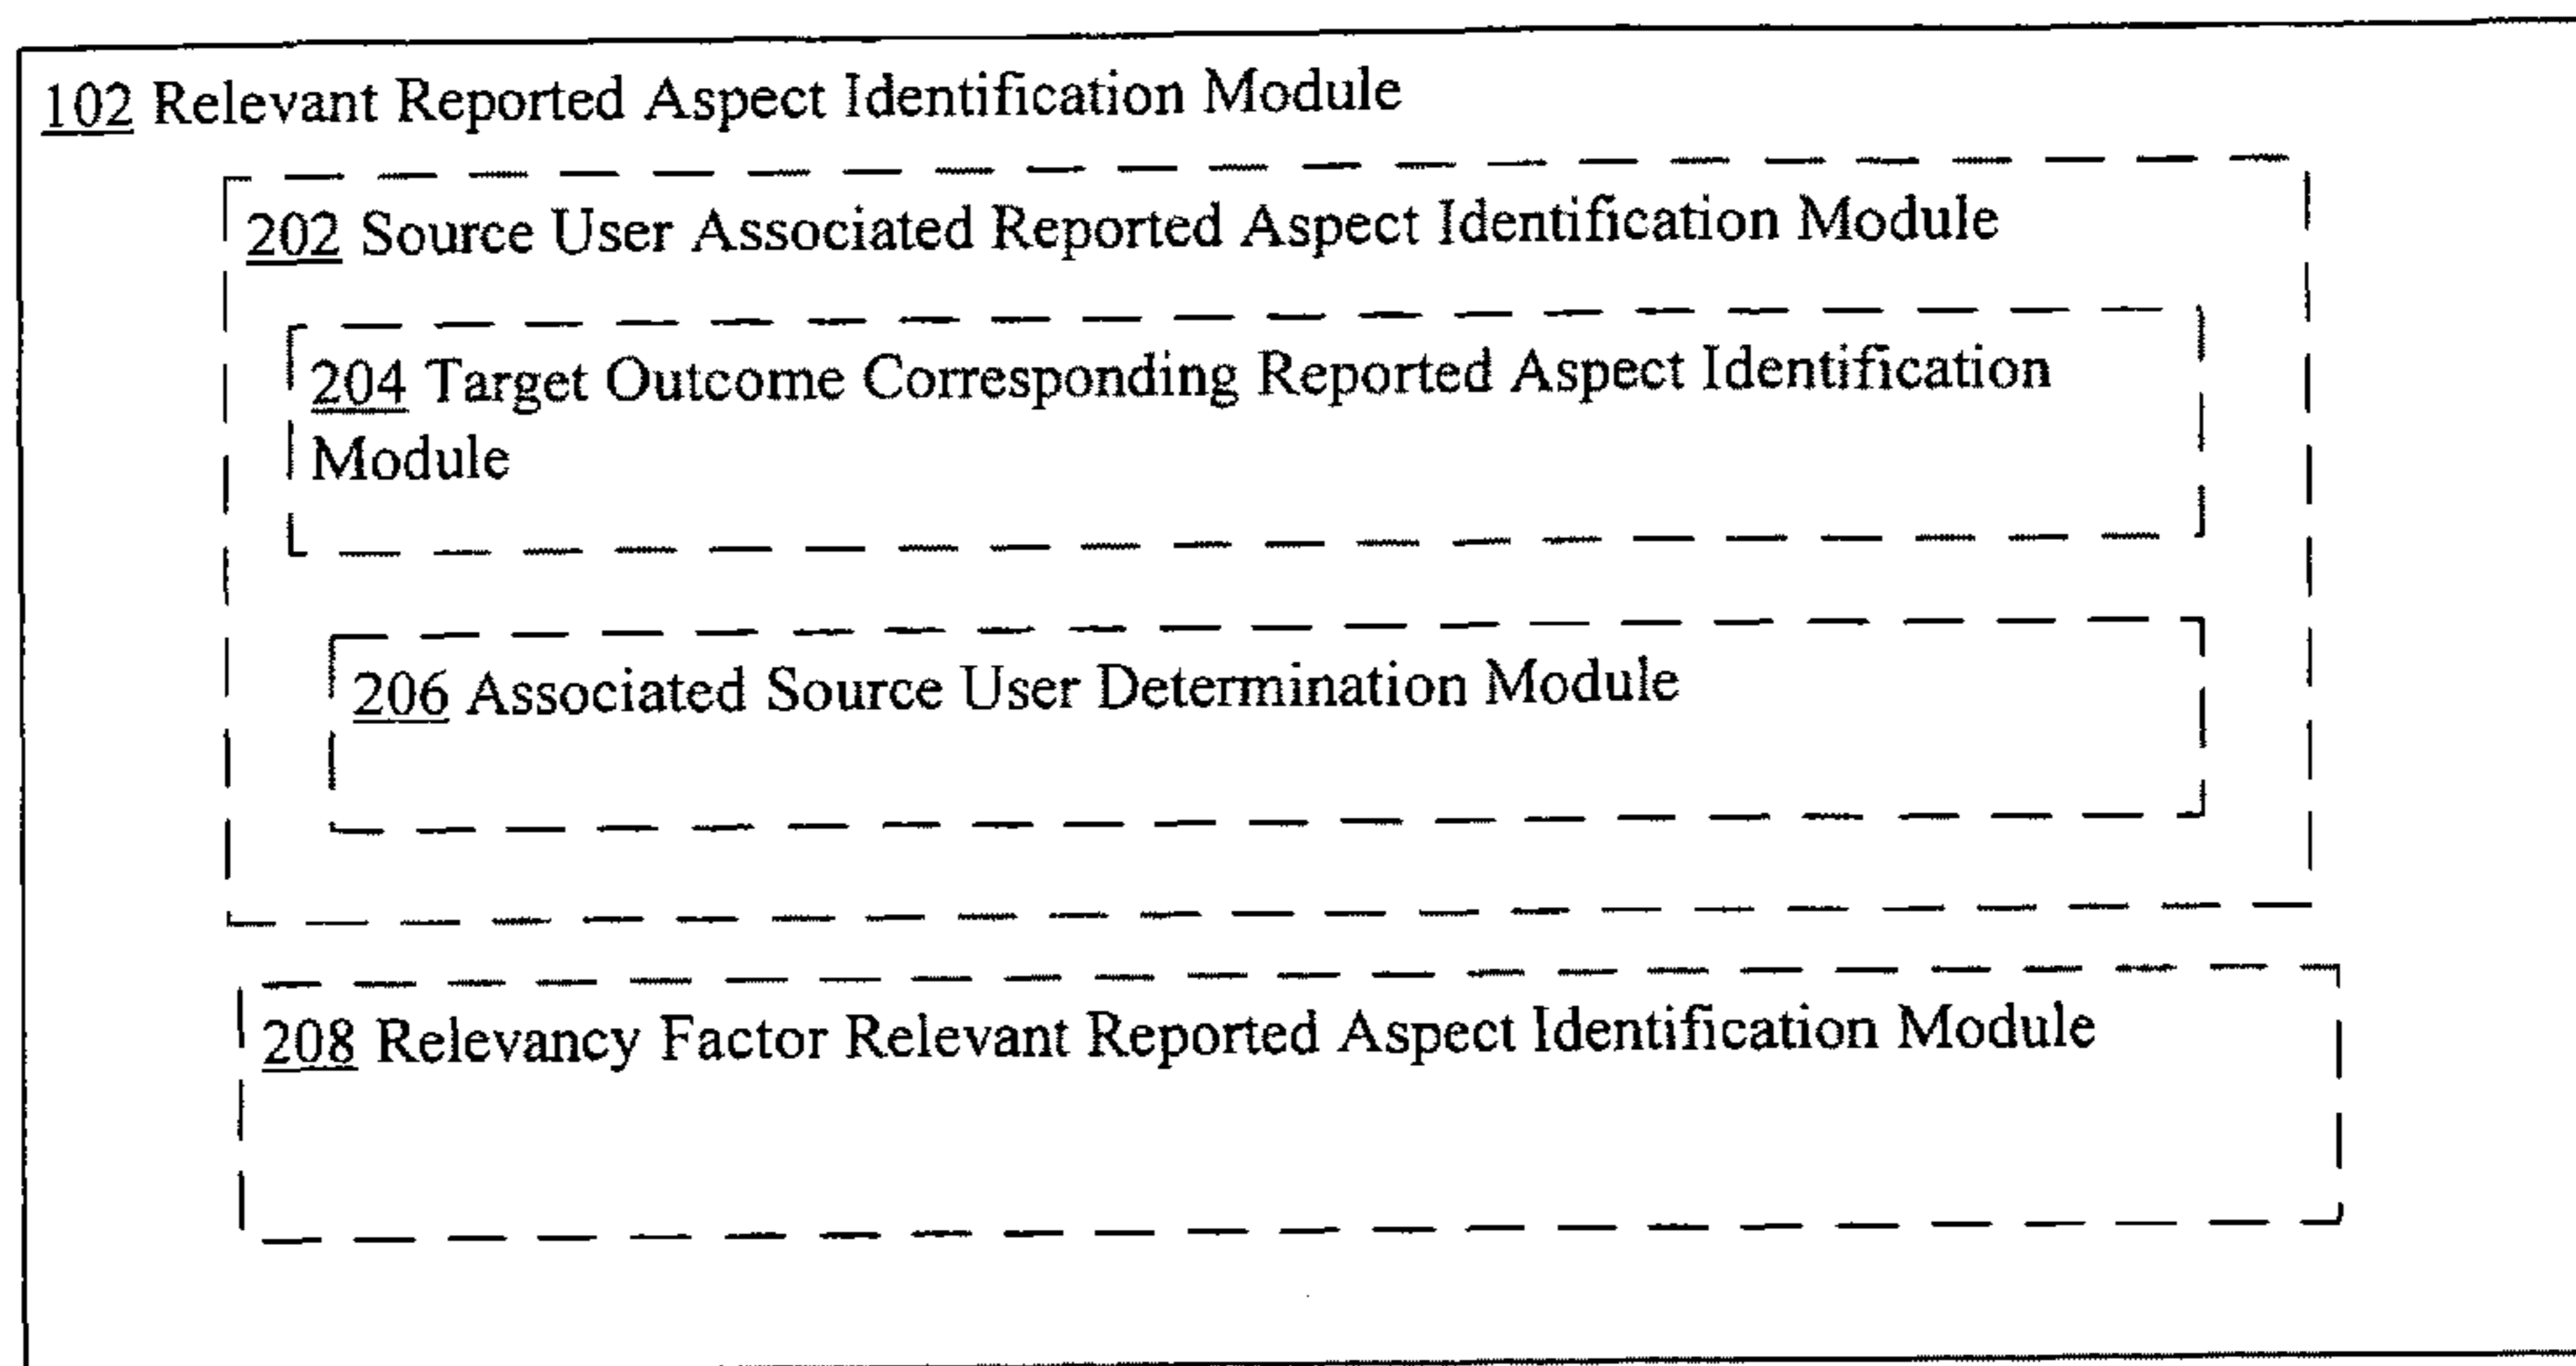 102 Relevant Reported Aspect Identification Module
202 Source User Associated Reported Aspect Identification Module
204 Target Outcome Corresponding Reported Aspect Identification
Module
206 Associated Source User Determination Module
208 Relevancy Factor Relevant Reported Aspect Identification Module